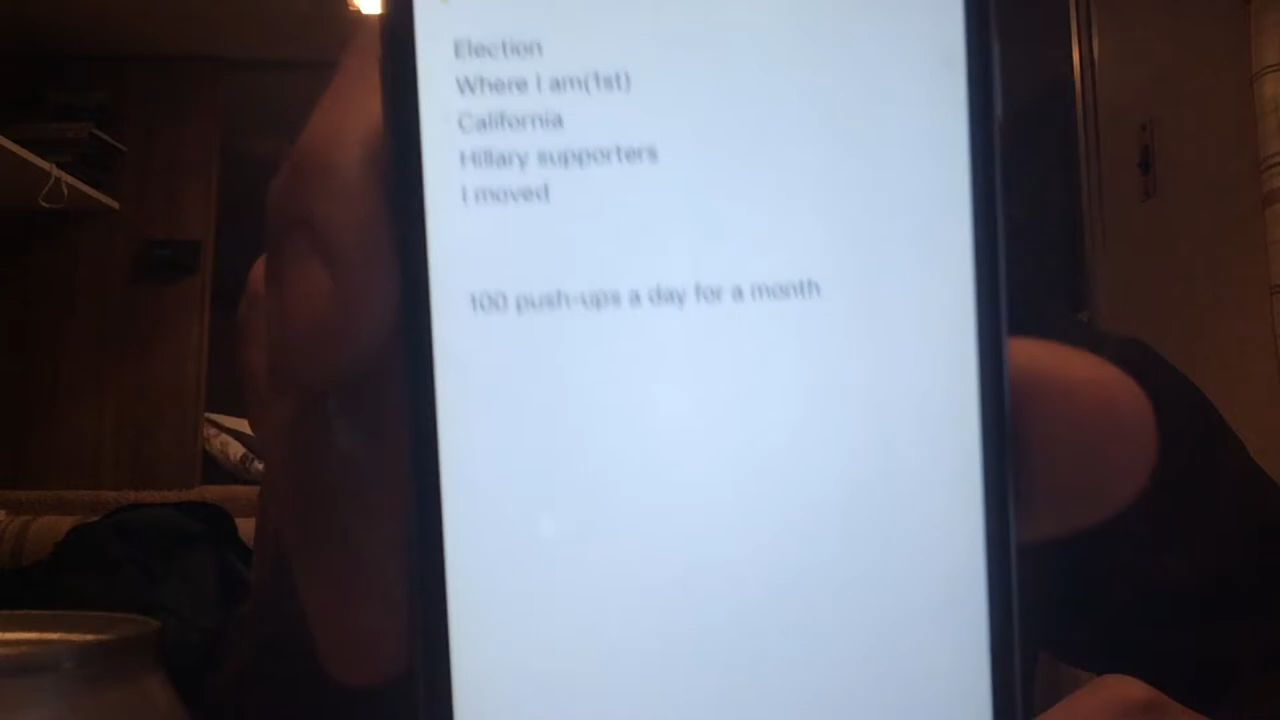 Election
Where I am(1st)
California
Hillary supporters
I moved
100 push-ups a day for a month